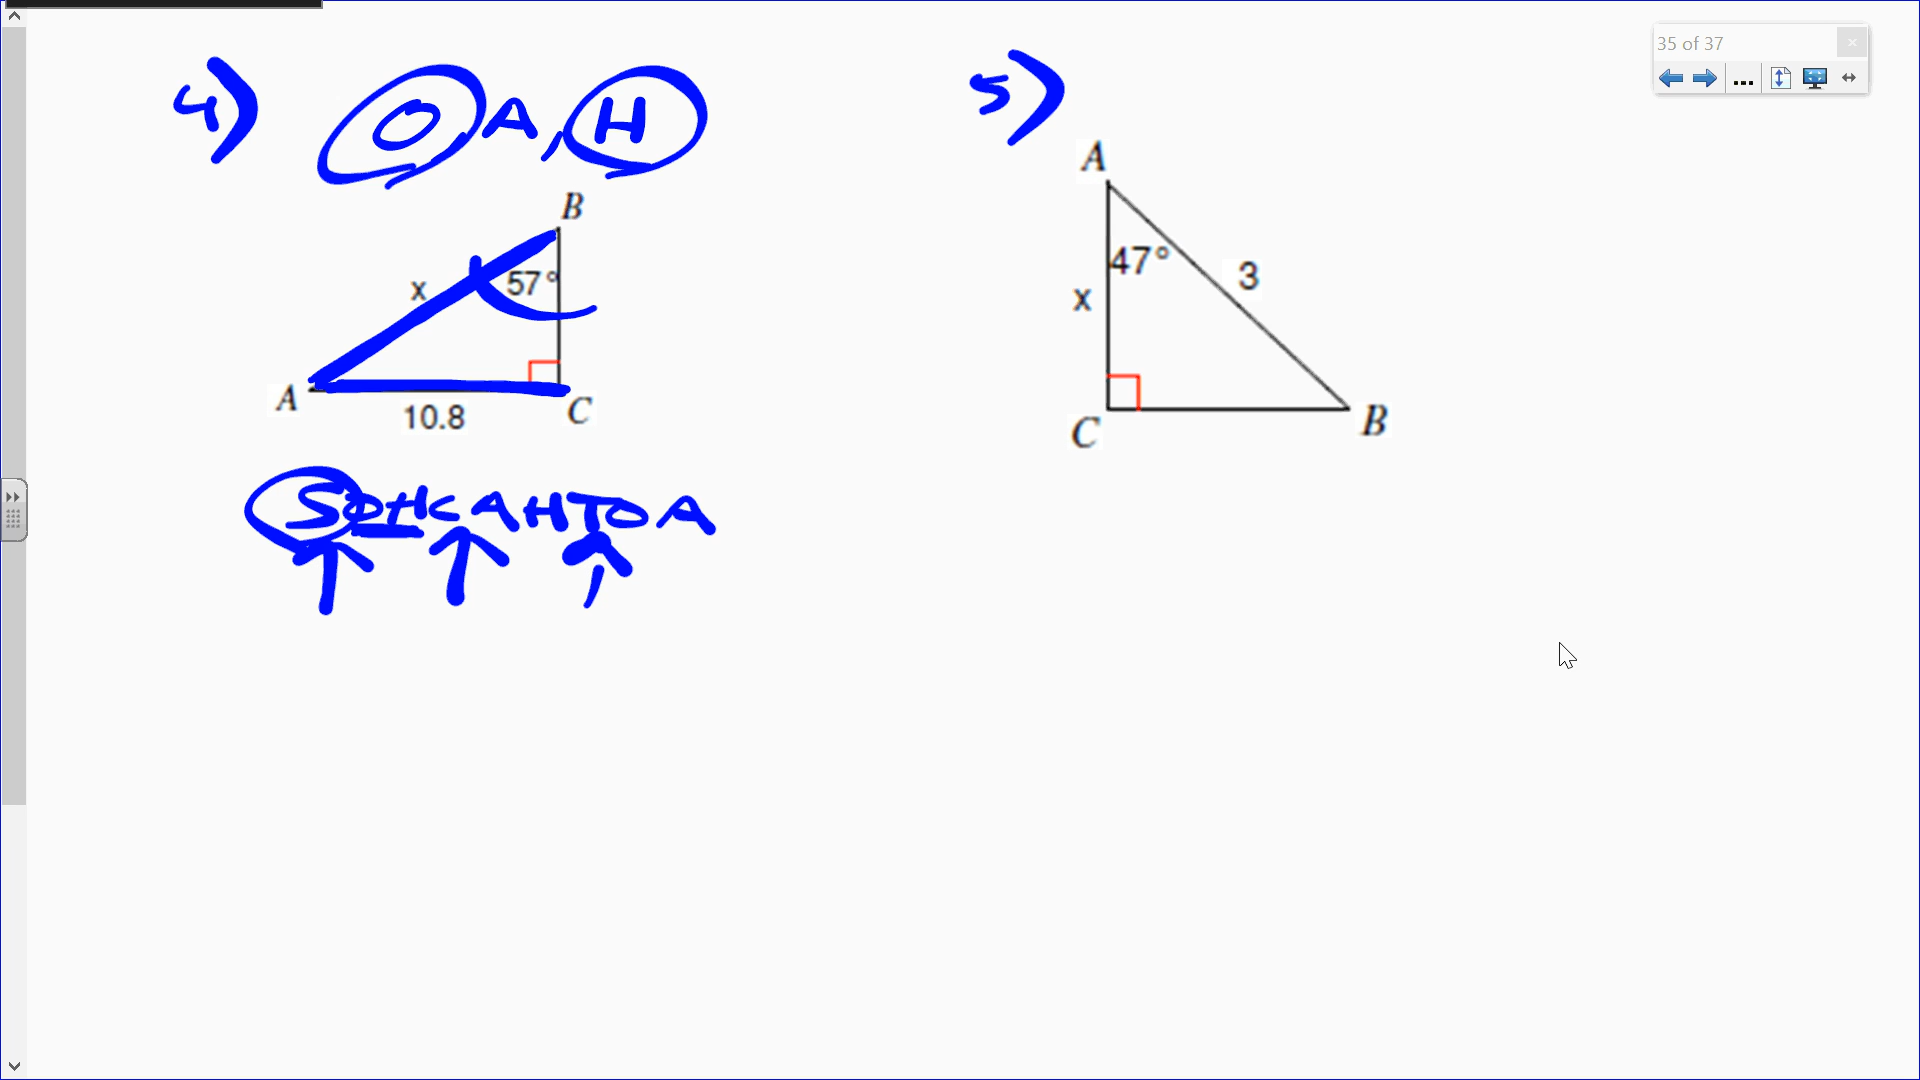 35 of 37
4) O A, H
B
x
57°
A
10.8
C
SOHCAHTOA
5)
A
47°
3
x
C
B